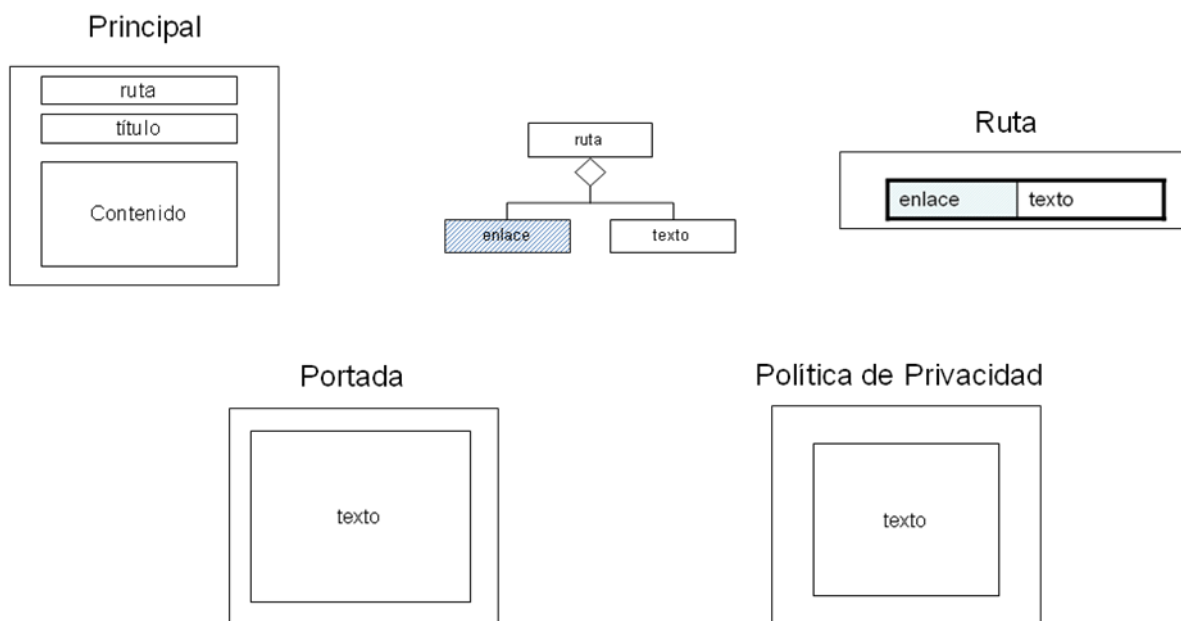 Principal
ruta
título
Contenido
ruta
enlace
texto
Ruta
enlace
texto
Portada
texto
Política de Privacidad
texto